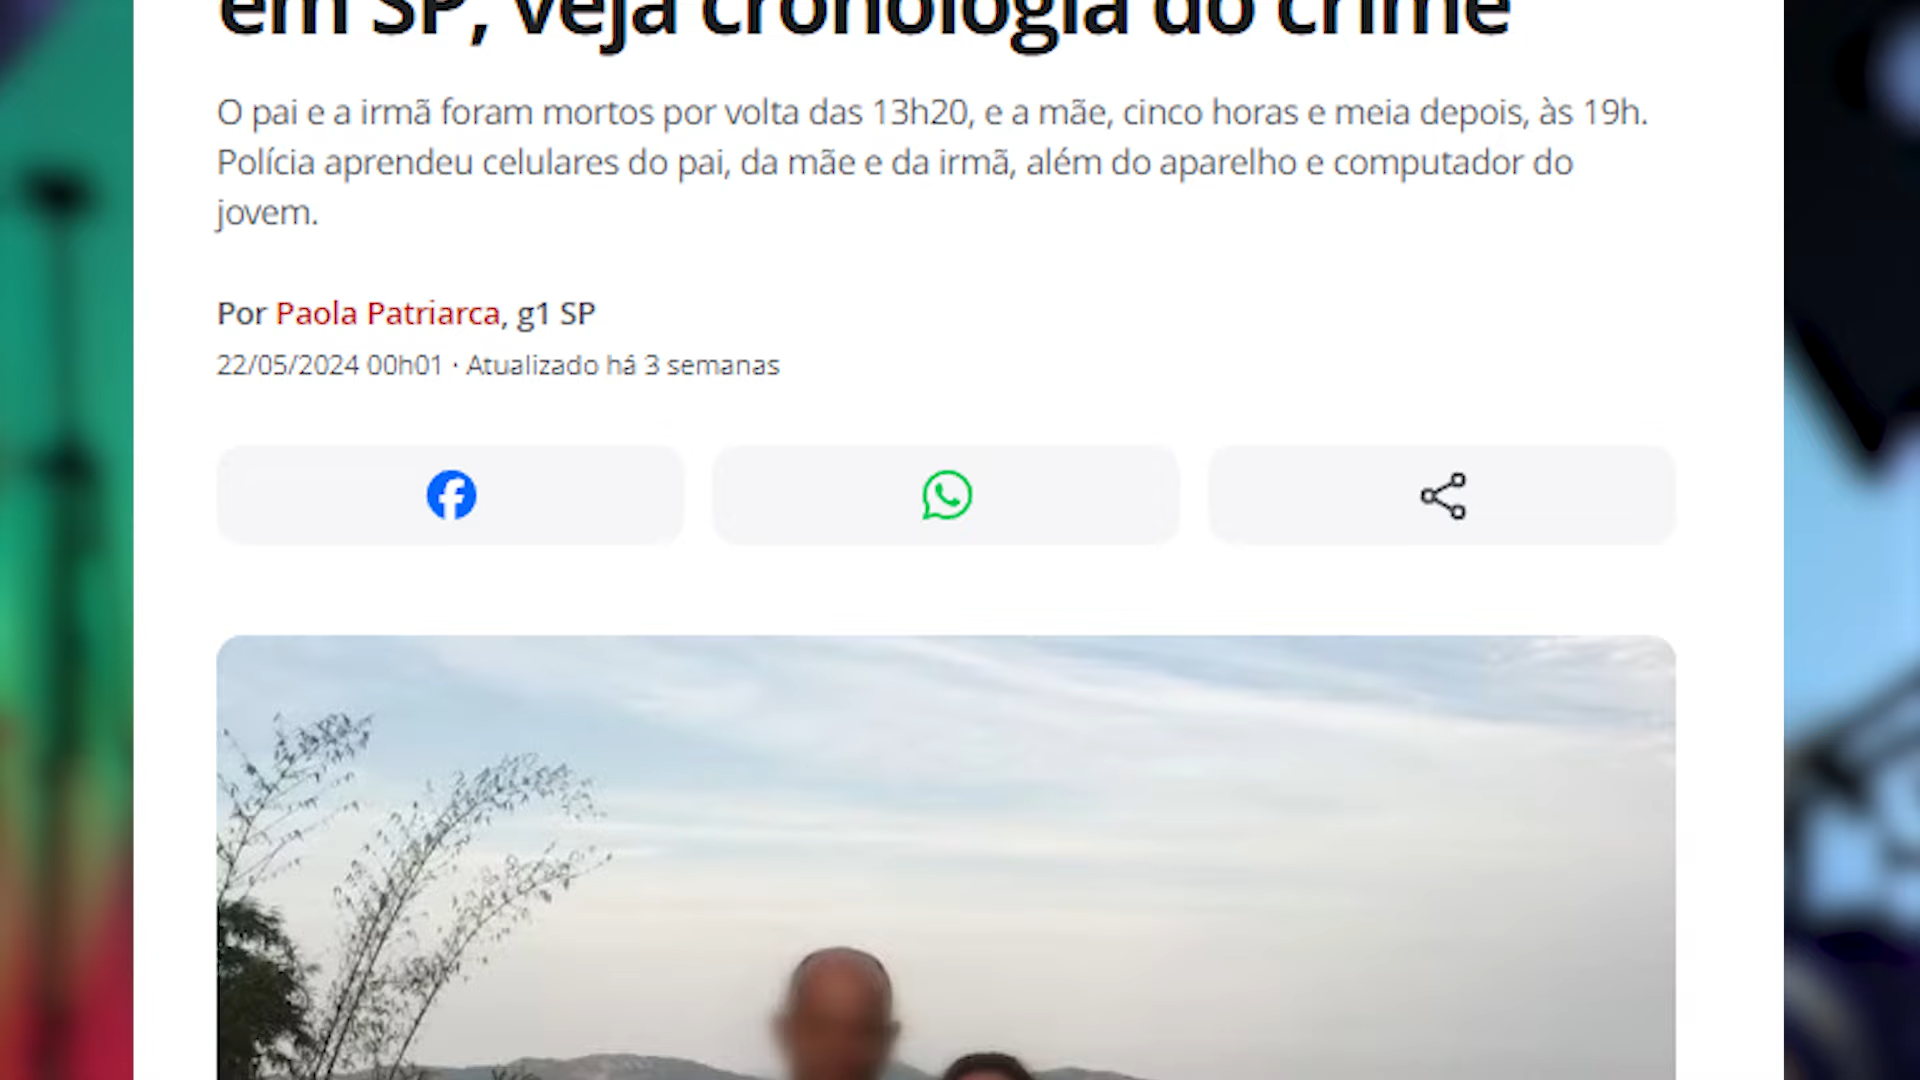 em SP, veja cronologia do crime
O pai e a irmã foram mortos por volta das 13h20, e a mãe, cinco horas e meia depois, às 19h.
Polícia aprendeu celulares do pai, da mãe e da irmã, além do aparelho e computador do
jovem.
Por Paola Patriarca, g1 SP
22/05/2024 00h01 · Atualizado há 3 semanas